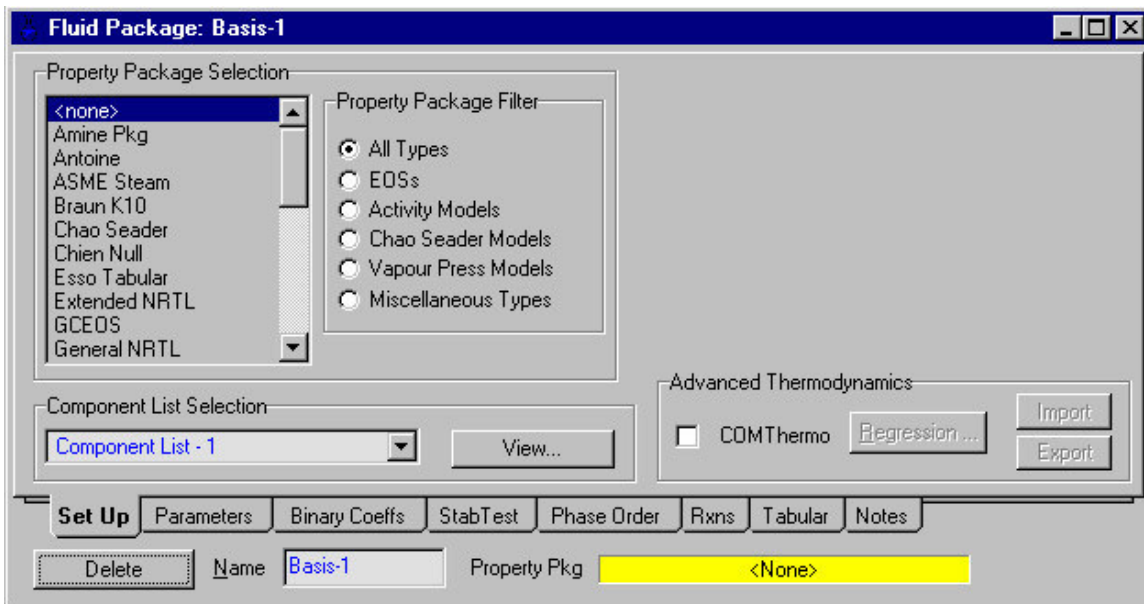 Fluid Package: Basis-1
Property Package Selection
<none>
Amine Pkg
Antoine
ASME Steam
Braun K10
Chao Seader
Chien Null
Esso Tabular
Extended NRTL
GCEOS
General NRTL
Property Package Filter
All Types
EOSs
Activity Models
Chao Seader Models
Vapour Press Models
Miscellaneous Types
Component List Selection
Component List - 1
View...
Advanced Thermodynamics
COMThermo
Regression ...
Import
Export
Set Up Parameters Binary Coeffs StabTest Phase Order Rxns Tabular Notes
Delete Name Basis-1 Property Pkg <None>